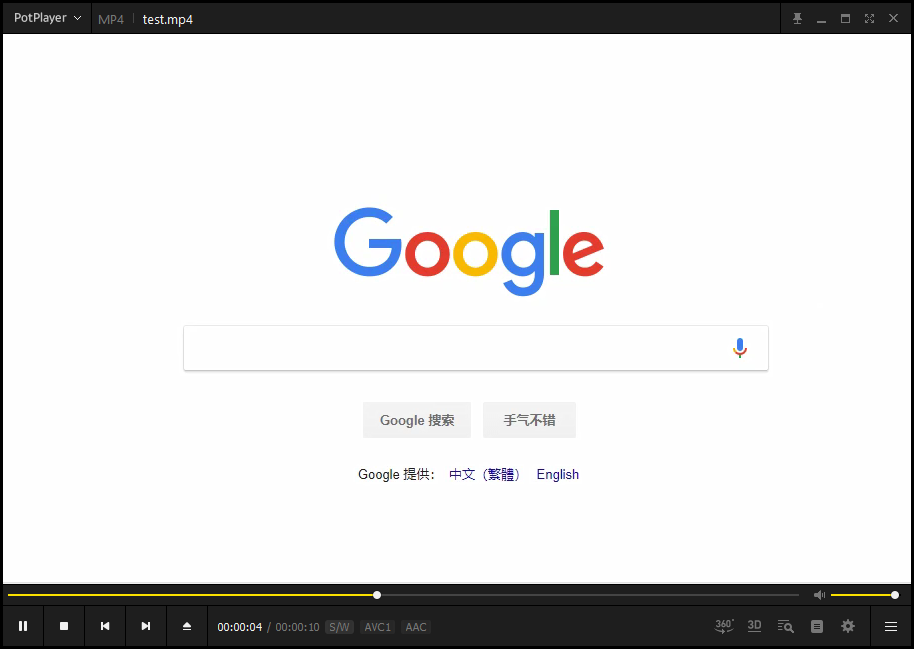 PotPlayer MP4 test.mp4
Google
Google 搜索 手气不错
Google 提供： 中文（繁體） English
00:00:04 / 00:00:10 S/W AVC1 AAC 360° 3D